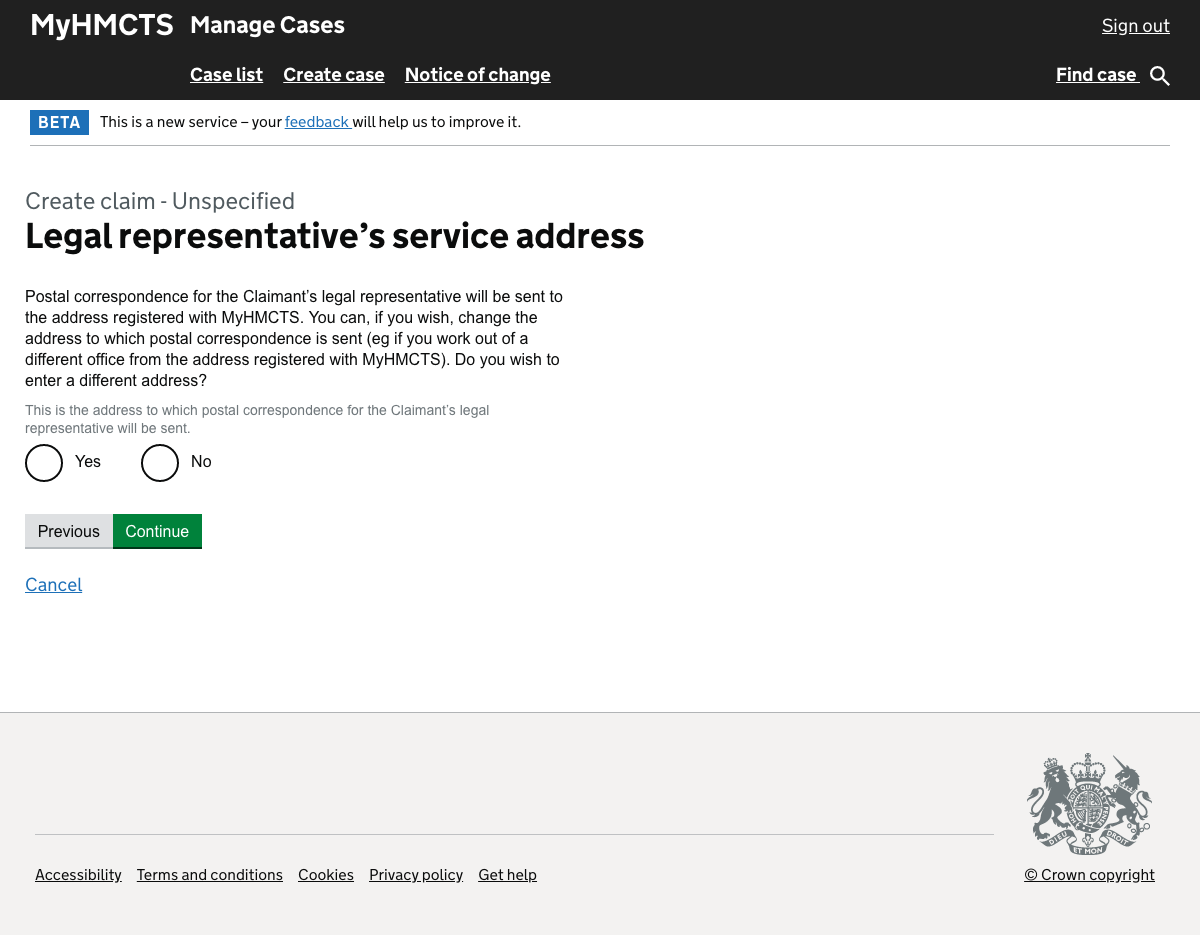 MyHMCTS Manage Cases Sign out
Case list Create case Notice of change Find case
BETA This is a new service – your feedback will help us to improve it.
Create claim - Unspecified
Legal representative’s service address
Postal correspondence for the Claimant’s legal representative will be sent to
the address registered with MyHMCTS. You can, if you wish, change the
address to which postal correspondence is sent (eg if you work out of a
different office from the address registered with MyHMCTS). Do you wish to
enter a different address?
This is the address to which postal correspondence for the Claimant’s legal
representative will be sent.
Yes No
Previous Continue
Cancel
DIEU ET MON DROIT
Accessibility Terms and conditions Cookies Privacy policy Get help © Crown copyright